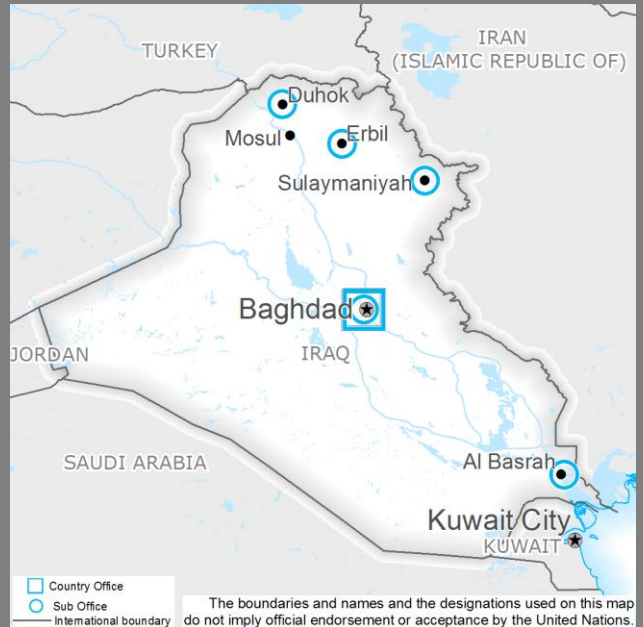 TURKEY
IRAN
(ISLAMIC REPUBLIC OF)
Duhok
Mosul
Erbil
Sulaymaniyah
Baghdad
IRAQ
JORDAN
SAUDI ARABIA
Al Basrah
Kuwait City
KUWAIT
Country Office
Sub Office
International boundary
The boundaries and names and the designations used on this map
do not imply official endorsement or acceptance by the United Nations.